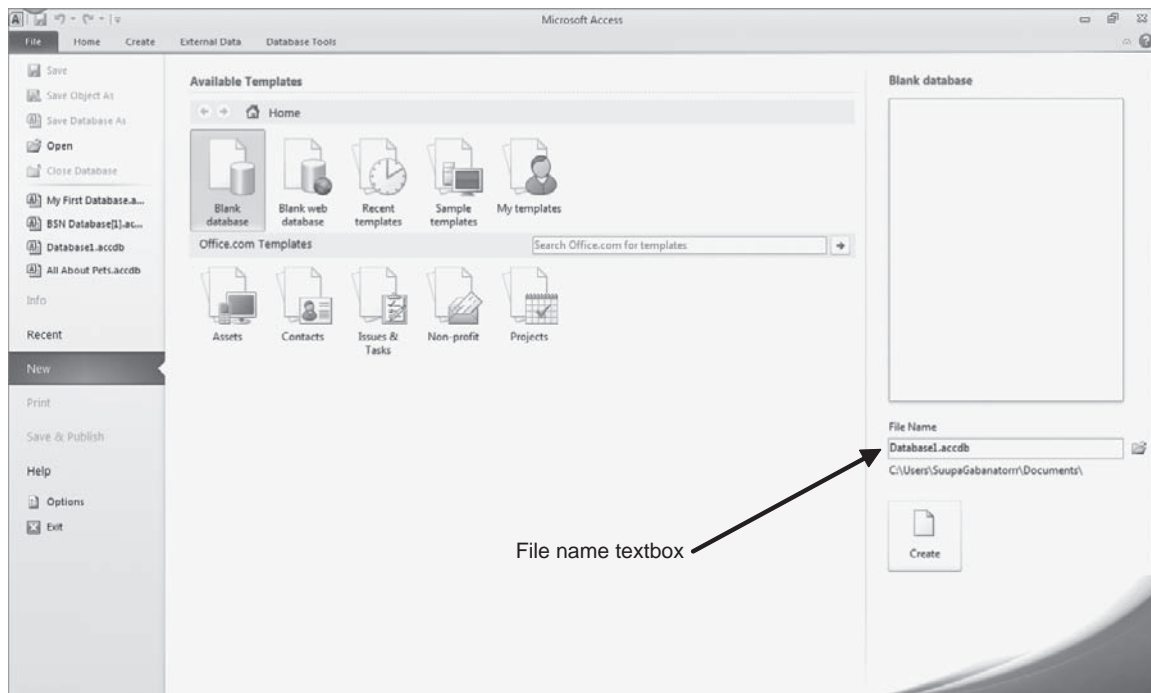 Microsoft Access
File Home Create External Data Database Tools
Save
Save Object As
Save Database As
Open
Close Database
My First Database.a...
BSN Database[1].ac...
Database1.accdb
All About Pets.accdb
Info
Recent
New
Print
Save & Publish
Help
Options
Exit
Available Templates
Home
Blank
database
Blank web
database
Recent
templates
Sample
templates
My templates
Office.com Templates
Search Office.com for templates
Assets
Contacts
Issues &
Tasks
Non-profit
Projects
Blank database
File Name
Database1.accdb
C:\Users\SuupaGabanatorrr\Documents\
Create
File name textbox